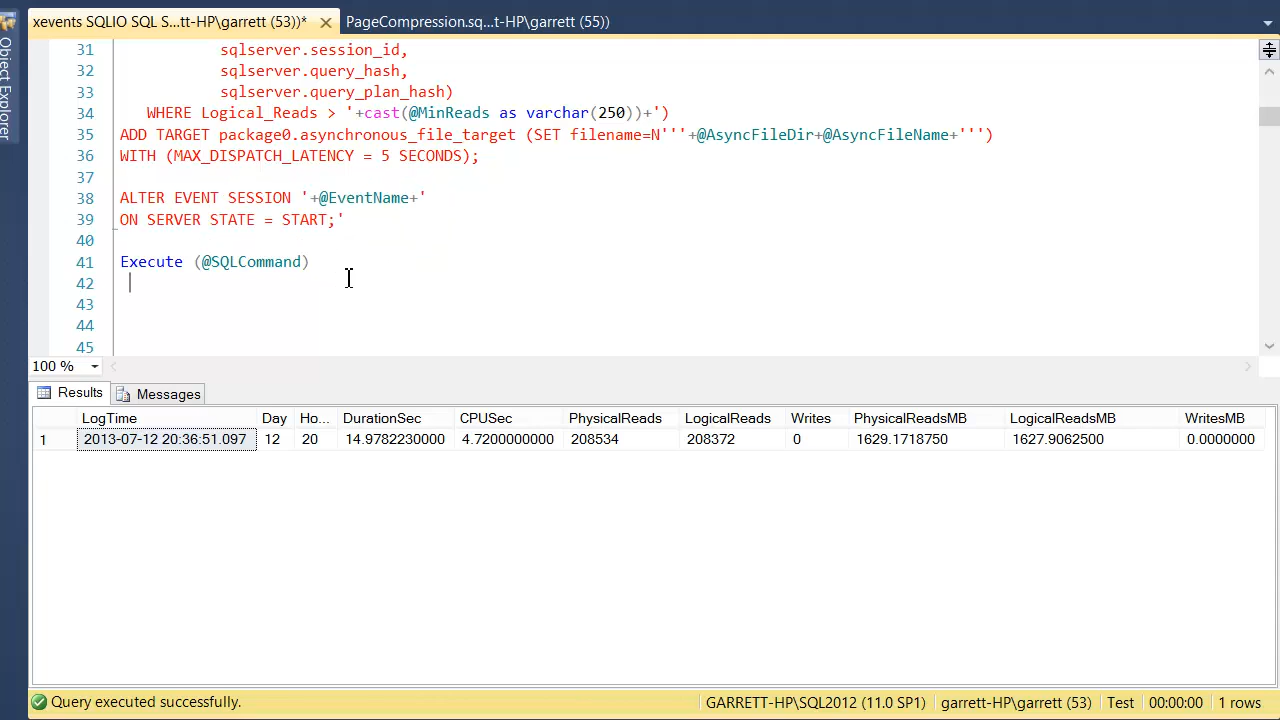 xevents SQLIO SQL S...tt-HP\garrett (53))* PageCompression.sq...t-HP\garrett (55))
Object Explorer
31 sqlserver.session_id,
32 sqlserver.query_hash,
33 sqlserver.query_plan_hash)
34 WHERE Logical_Reads > '+cast(@MinReads as varchar(250))+')
35 ADD TARGET package0.asynchronous_file_target (SET filename=N'''+@AsyncFileDir+@AsyncFileName+''')
36 WITH (MAX_DISPATCH_LATENCY = 5 SECONDS);
37
38 ALTER EVENT SESSION '+@EventName+'
39 ON SERVER STATE = START;'
40
41 Execute (@SQLCommand)
42
43
44
45
100 %
Results Messages
LogTime Day Ho... DurationSec CPUSec PhysicalReads LogicalReads Writes PhysicalReadsMB LogicalReadsMB WritesMB
1 2013-07-12 20:36:51.097 12 20 14.9782230000 4.7200000000 208534 208372 0 1629.1718750 1627.9062500 0.0000000
Query executed successfully. GARRETT-HP\SQL2012 (11.0 SP1) garrett-HP\garrett (53) Test 00:00:00 1 rows